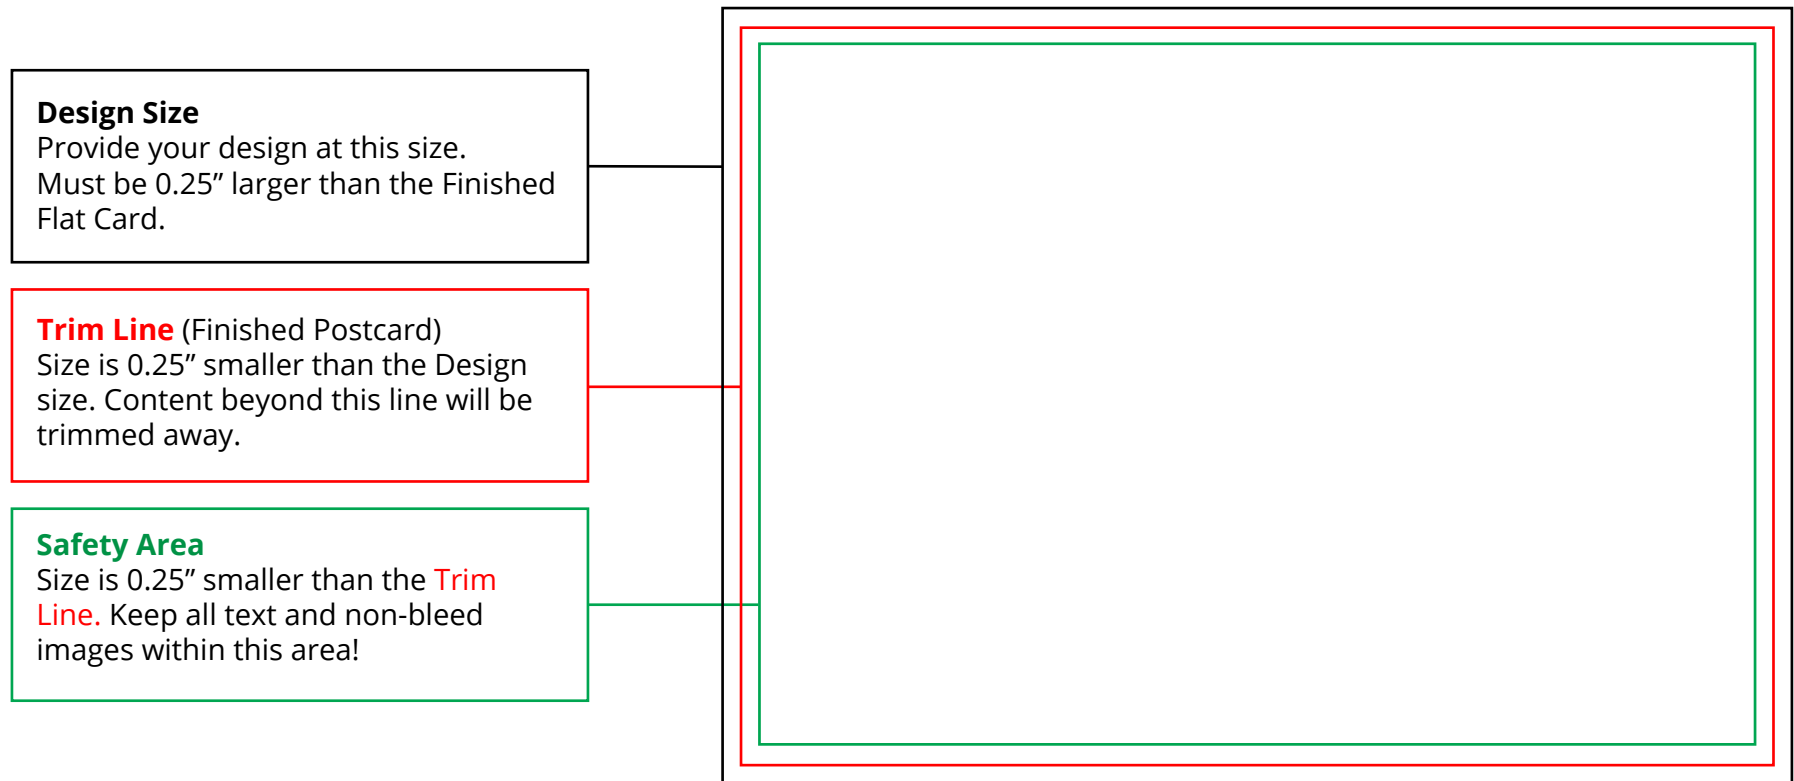 Design Size
Provide your design at this size.
Must be 0.25” larger than the Finished
Flat Card.
Trim Line (Finished Postcard)
Size is 0.25” smaller than the Design
size. Content beyond this line will be
trimmed away.
Safety Area
Size is 0.25” smaller than the Trim
Line. Keep all text and non-bleed
images within this area!